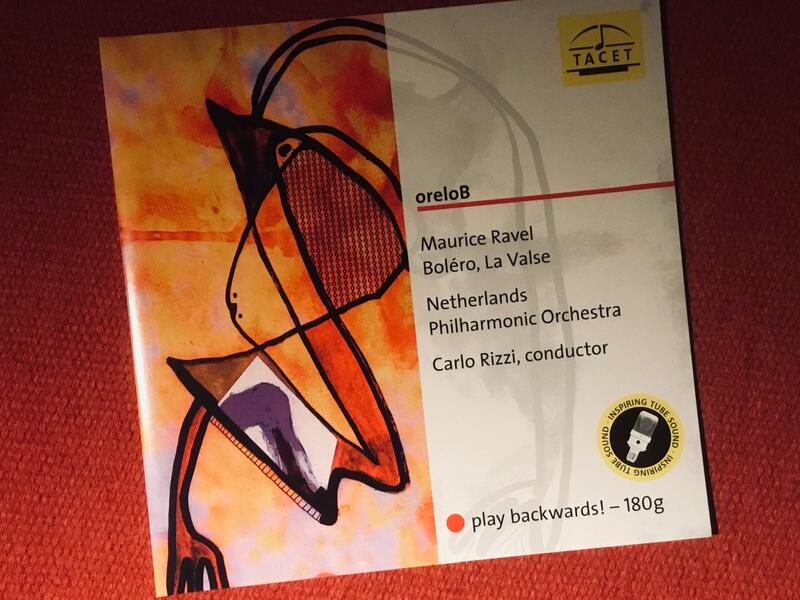 TACET
oreloB
Maurice Ravel
Boléro, La Valse
Netherlands
Philharmonic Orchestra
Carlo Rizzi, conductor
INSPIRING TUBE SOUND · INSPIRING TUBE SOUND ·
play backwards! – 180g